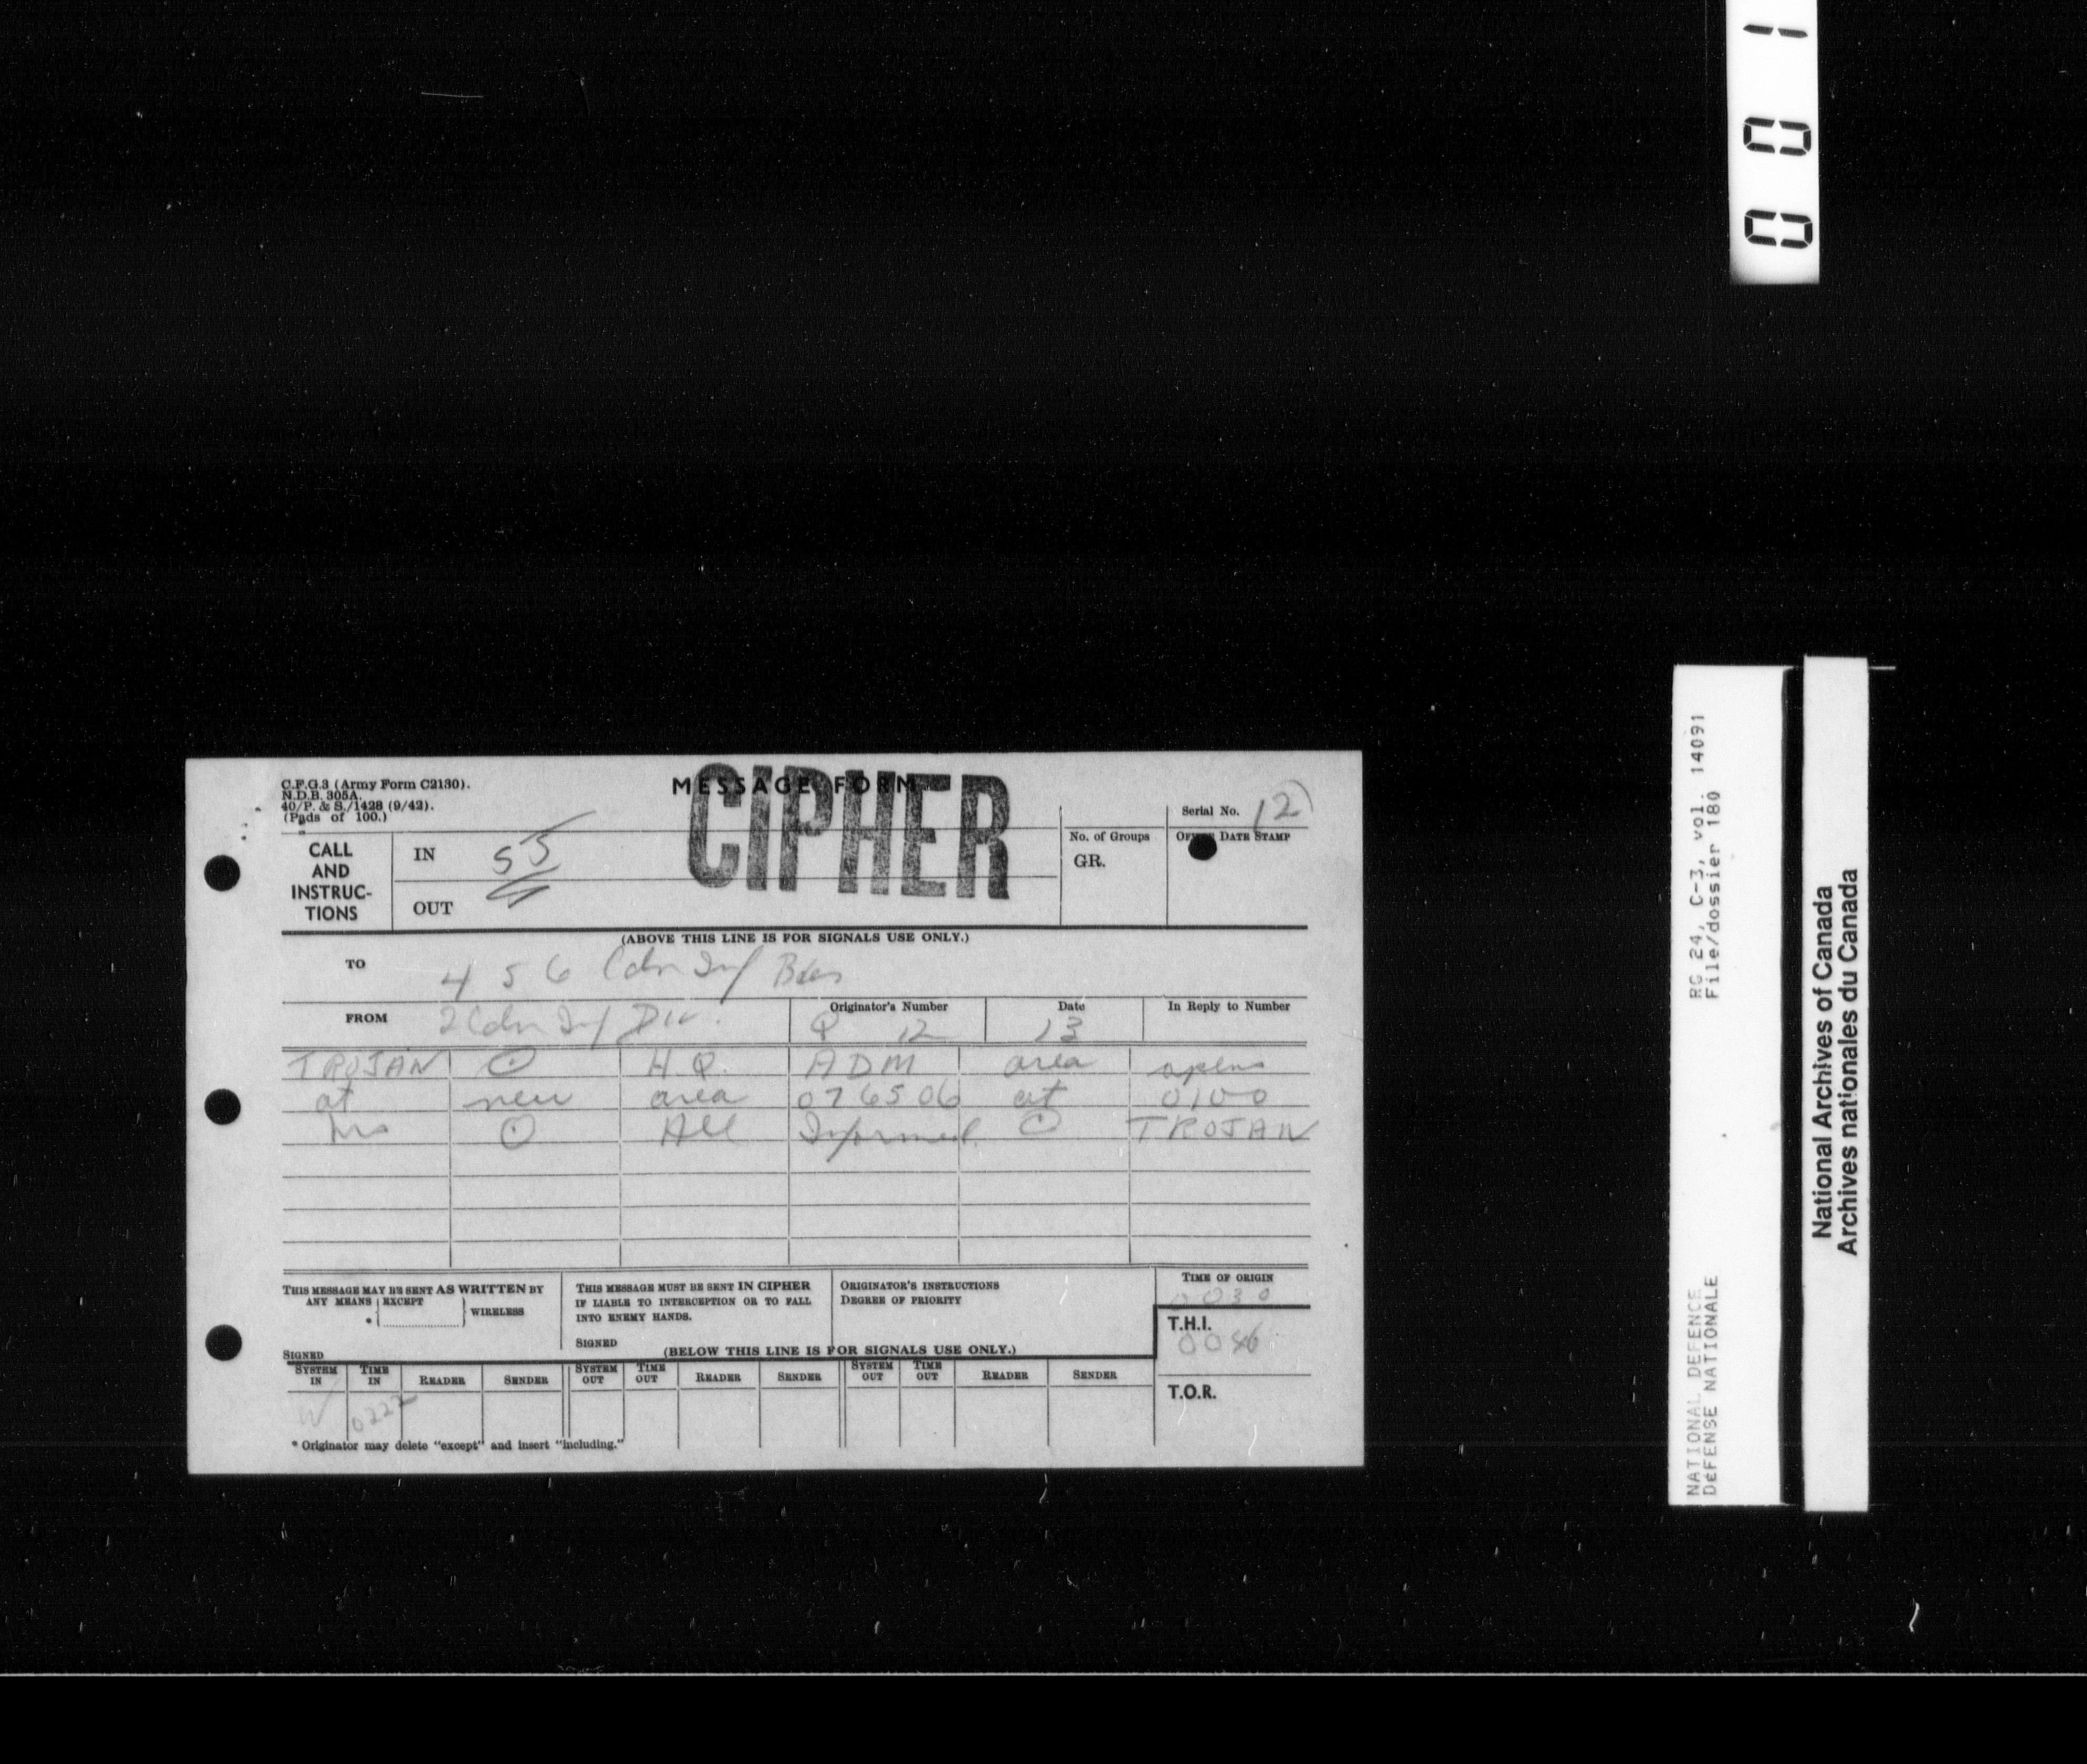 001
C.F.G.3 (Army Form C2130).
N.D.B. 305A.
40/P. & S./1428 (9/42).
(Pads of 100.)
MESSAGE FORM
CIPHER
Serial No. 12
CALL AND INSTRUC-TIONS
IN 55
OUT
No. of Groups
GR.
OFFICE DATE STAMP
(ABOVE THIS LINE IS FOR SIGNALS USE ONLY.)
TO 4 5 6 Cdn Inf Bdes
FROM 2 Cdn Inf Div. Originator's Number Q 12 Date 13 In Reply to Number
TROJAN ⊙ H.Q. ADM area opens
at new area 076506 at 0100
hrs ⊙ All Informed. ⊙ TROJAN
THIS MESSAGE MAY BE SENT AS WRITTEN BY
ANY MEANS EXCEPT
* WIRELESS
SIGNED
THIS MESSAGE MUST BE SENT IN CIPHER
IF LIABLE TO INTERCEPTION OR TO FALL
INTO ENEMY HANDS.
SIGNED
ORIGINATOR'S INSTRUCTIONS
DEGREE OF PRIORITY
TIME OF ORIGIN
0030
T.H.I.
T.O.R.
(BELOW THIS LINE IS FOR SIGNALS USE ONLY.)
SYSTEM IN TIME IN READER SENDER SYSTEM OUT TIME OUT READER SENDER SYSTEM OUT TIME OUT READER SENDER
W 0222
* Originator may delete "except" and insert "including."
RG 24, C-3, vol. 14091
File/dossier 180
NATIONAL DEFENCE
DéFENSE NATIONALE
National Archives of Canada
Archives nationales du Canada